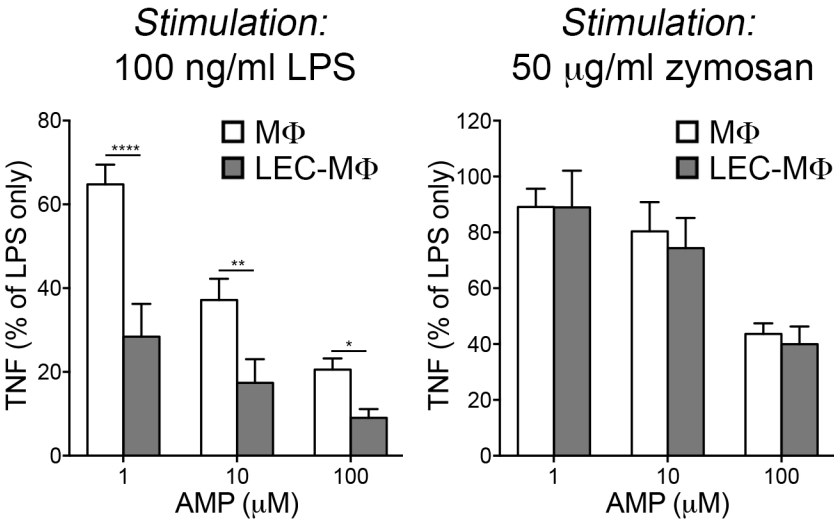 Stimulation:
100 ng/ml LPS
TNF (% of LPS only)
80
60
40
20
0
MΦ
LEC-MΦ
****
**
*
1
10
100
AMP (μM)
Stimulation:
50 μg/ml zymosan
TNF (% of LPS only)
120
100
80
60
40
20
0
MΦ
LEC-MΦ
1
10
100
AMP (μM)